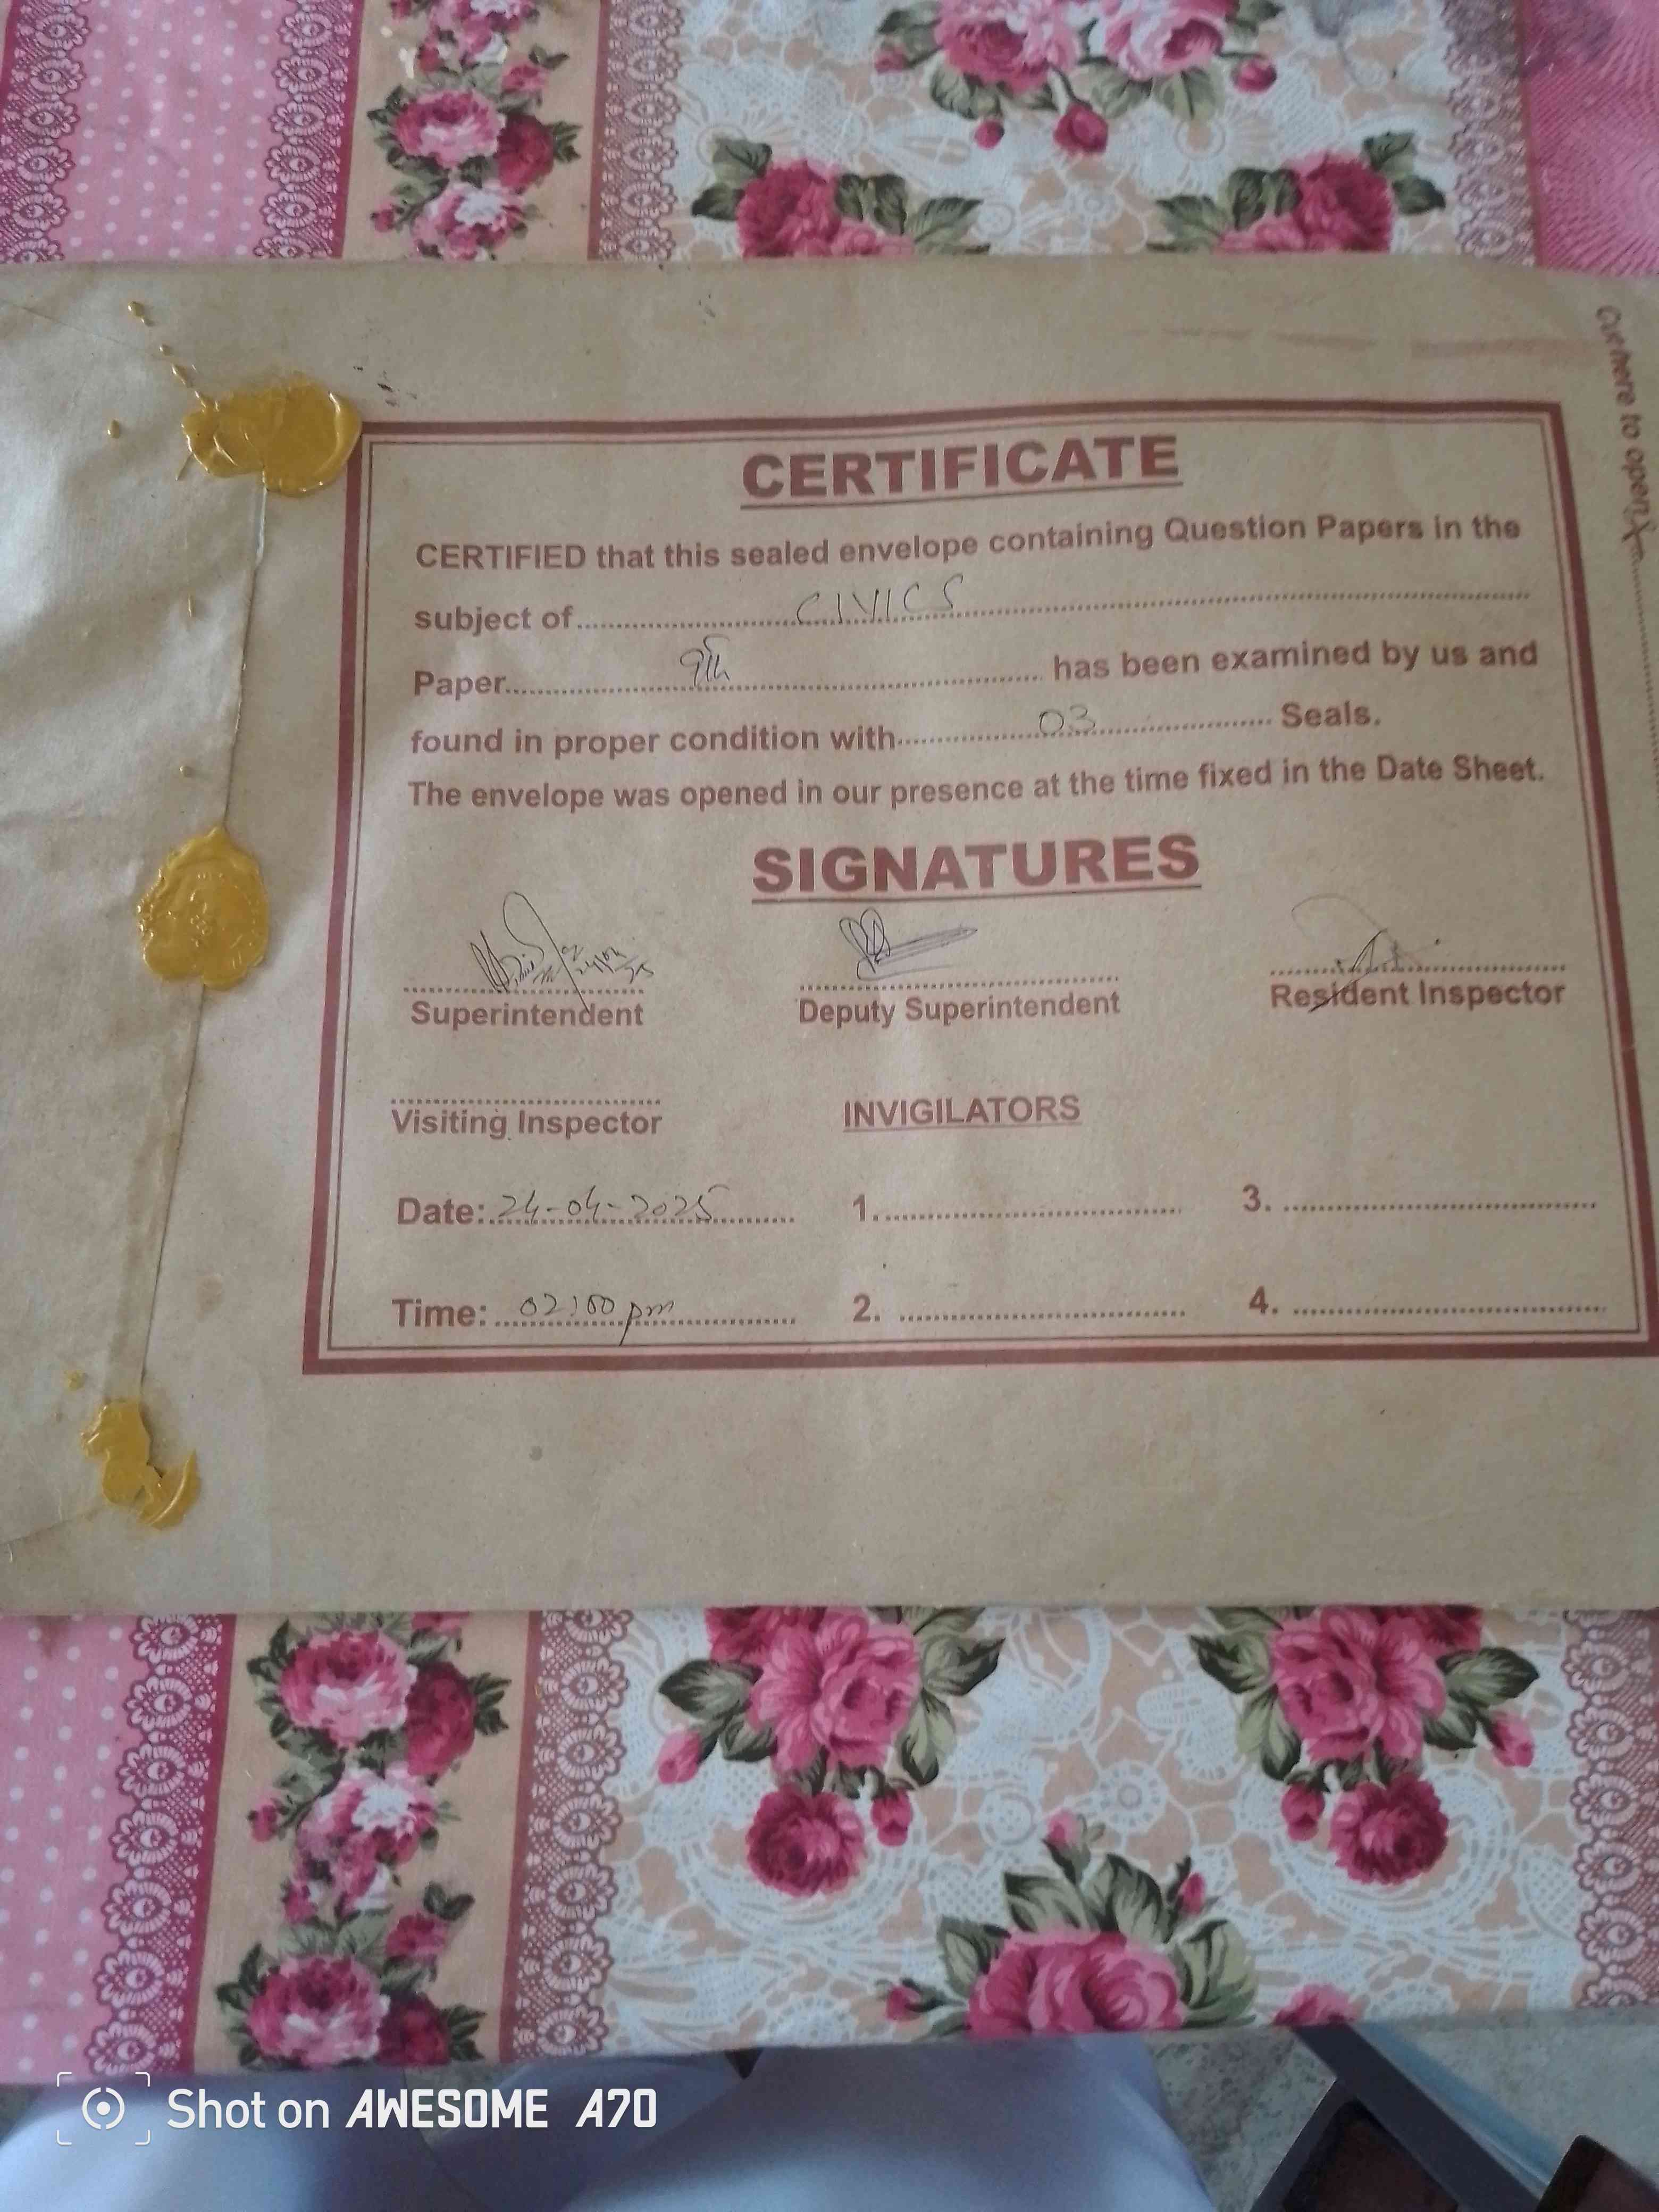 Cut here to open
CERTIFICATE
CERTIFIED that this sealed envelope containing Question Papers in the
subject of CIVICS
Paper 9th has been examined by us and
found in proper condition with 03 Seals.
The envelope was opened in our presence at the time fixed in the Date Sheet.
SIGNATURES
24/04/25
Superintendent Deputy Superintendent Resident Inspector
Visiting Inspector INVIGILATORS
Date: 24-04-2025 1. 3.
Time: 02:00 pm 2. 4.
Shot on AWESOME A70